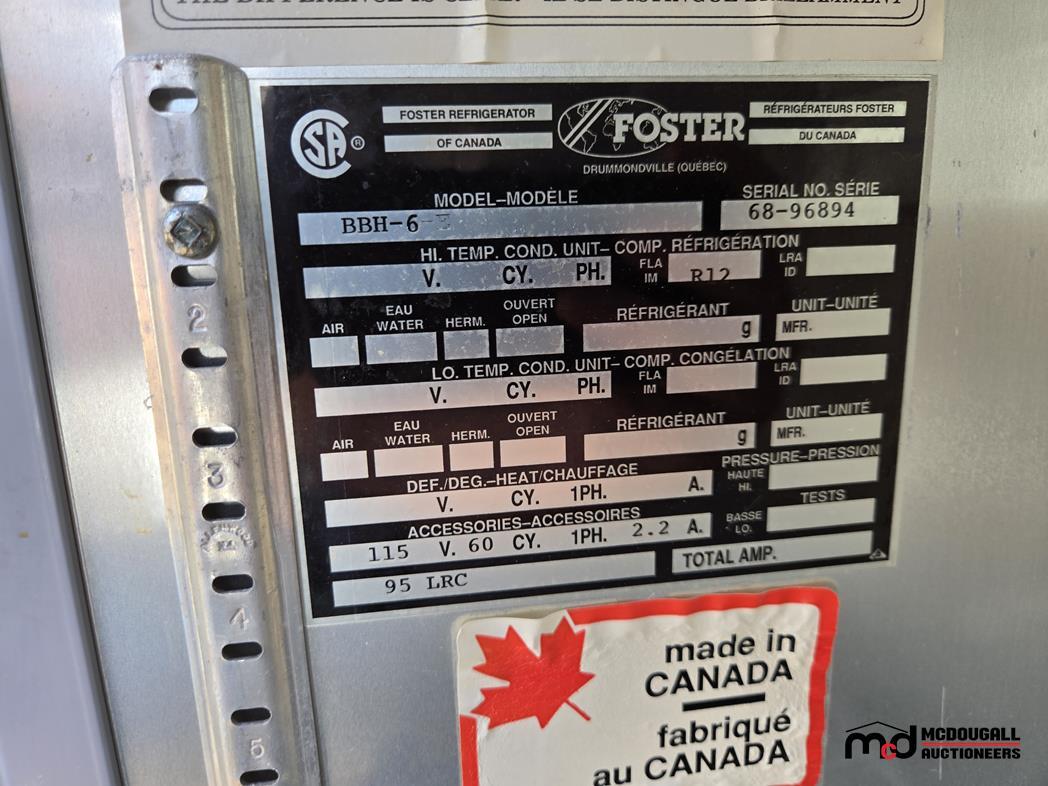 CSA ®
FOSTER REFRIGERATOR
OF CANADA
FOSTER
DRUMMONDVILLE (QUÉBEC)
RÉFRIGÉRATEURS FOSTER
DU CANADA
MODEL–MODÈLE
BBH-6-
SERIAL NO. SÉRIE
68-96894
HI. TEMP. COND. UNIT– COMP. RÉFRIGÉRATION
V. CY. PH.
FLA
IM
R12
LRA
ID
AIR
EAU
WATER
HERM.
OUVERT
OPEN
RÉFRIGÉRANT
g
UNIT–UNITÉ
MFR.
LO. TEMP. COND. UNIT– COMP. CONGÉLATION
V. CY. PH.
FLA
IM
LRA
ID
AIR
EAU
WATER
HERM.
OUVERT
OPEN
RÉFRIGÉRANT
g
UNIT–UNITÉ
MFR.
DEF./DEG.–HEAT/CHAUFFAGE
V. CY. 1PH. A.
PRESSURE–PRESSION
HAUTE
HI.
ACCESSORIES–ACCESSOIRES
115 V. 60 CY. 1PH. 2.2 A.
TESTS
BASSE
LO.
95 LRC
TOTAL AMP.
2
3
4
5
made in
CANADA
fabriqué
au CANADA
mcd MCDOUGALL
AUCTIONEERS